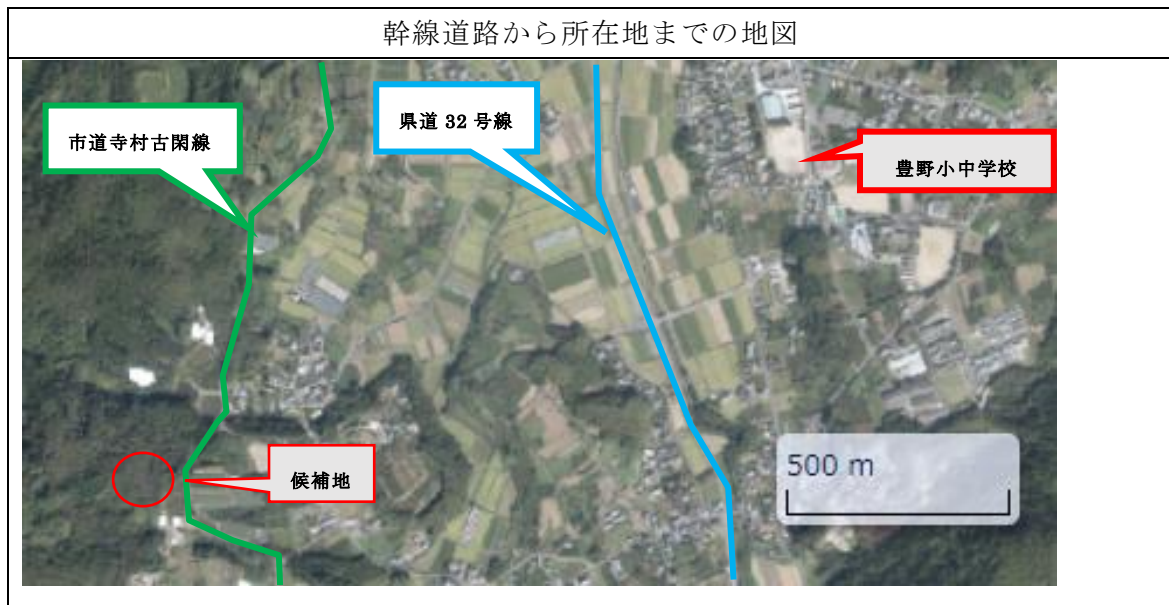 幹線道路から所在地までの地図
市道寺村古閑線
県道 32 号線
豊野小中学校
候補地
500 m